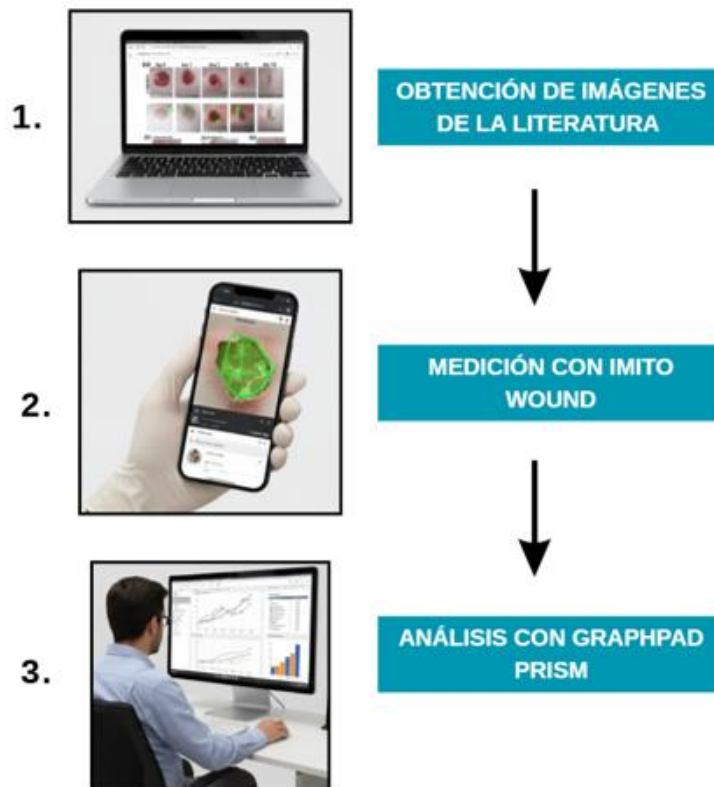 1.
OBTENCIÓN DE IMÁGENES
DE LA LITERATURA
2.
MEDICIÓN CON IMITO
WOUND
3.
ANÁLISIS CON GRAPHPAD
PRISM